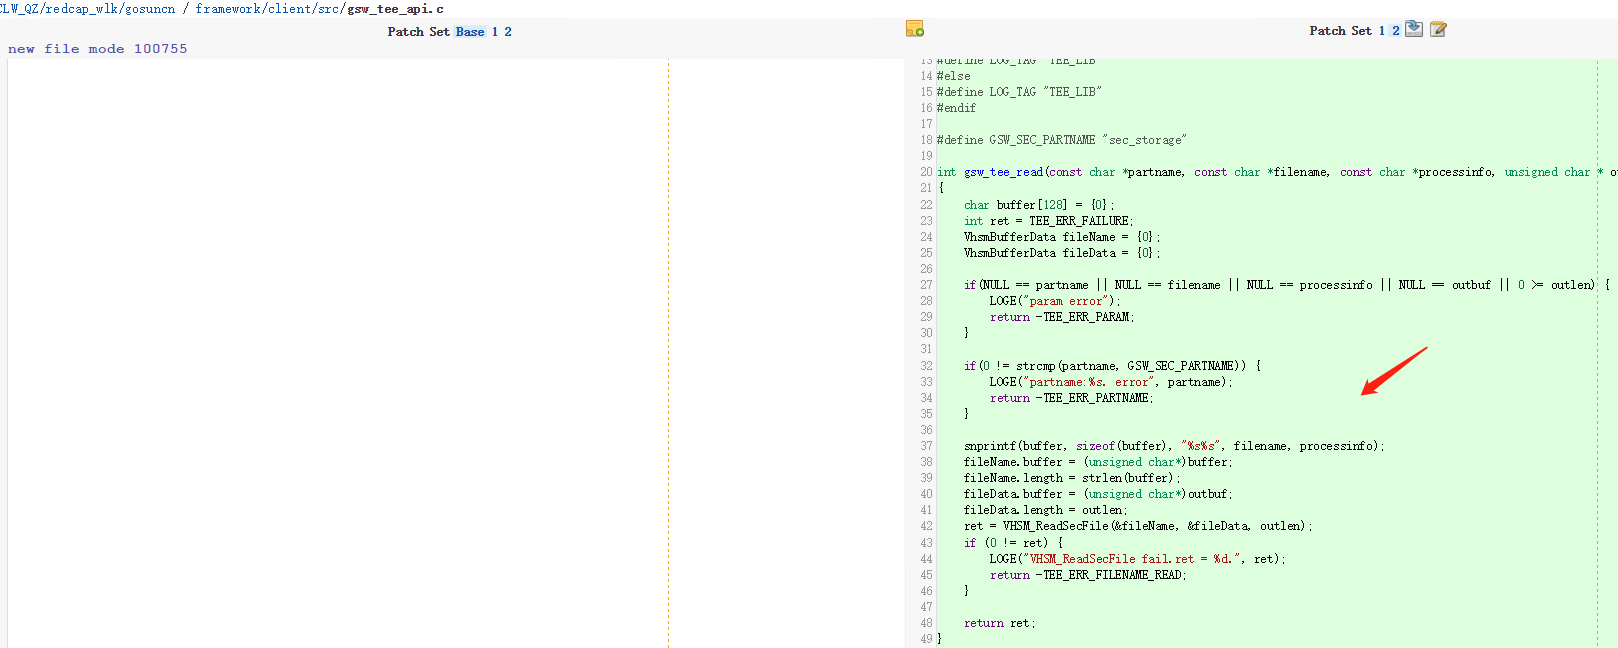 CLW_QZ/redcap_wlk/gosuncn / framework/client/src/gsw_tee_api.c
Patch Set Base 1 2
Patch Set 1 2
new file mode 100755
13 #define LOG_TAG "TEE_LIB"
14 #else
15 #define LOG_TAG "TEE_LIB"
16 #endif
17
18 #define GSW_SEC_PARTNAME "sec_storage"
19
20 int gsw_tee_read(const char *partname, const char *filename, const char *processinfo, unsigned char * ou
21 {
22     char buffer[128] = {0};
23     int ret = TEE_ERR_FAILURE;
24     VhsmBufferData fileName = {0};
25     VhsmBufferData fileData = {0};
26
27     if(NULL == partname || NULL == filename || NULL == processinfo || NULL == outbuf || 0 >= outlen) {
28         LOGE("param error");
29         return -TEE_ERR_PARAM;
30     }
31
32     if(0 != strcmp(partname, GSW_SEC_PARTNAME)) {
33         LOGE("partname:%s. error", partname);
34         return -TEE_ERR_PARTNAME;
35     }
36
37     snprintf(buffer, sizeof(buffer), "%s%s", filename, processinfo);
38     fileName.buffer = (unsigned char*)buffer;
39     fileName.length = strlen(buffer);
40     fileData.buffer = (unsigned char*)outbuf;
41     fileData.length = outlen;
42     ret = VHSM_ReadSecFile(&fileName, &fileData, outlen);
43     if (0 != ret) {
44         LOGE("VHSM_ReadSecFile fail.ret = %d.", ret);
45         return -TEE_ERR_FILENAME_READ;
46     }
47
48     return ret;
49 }